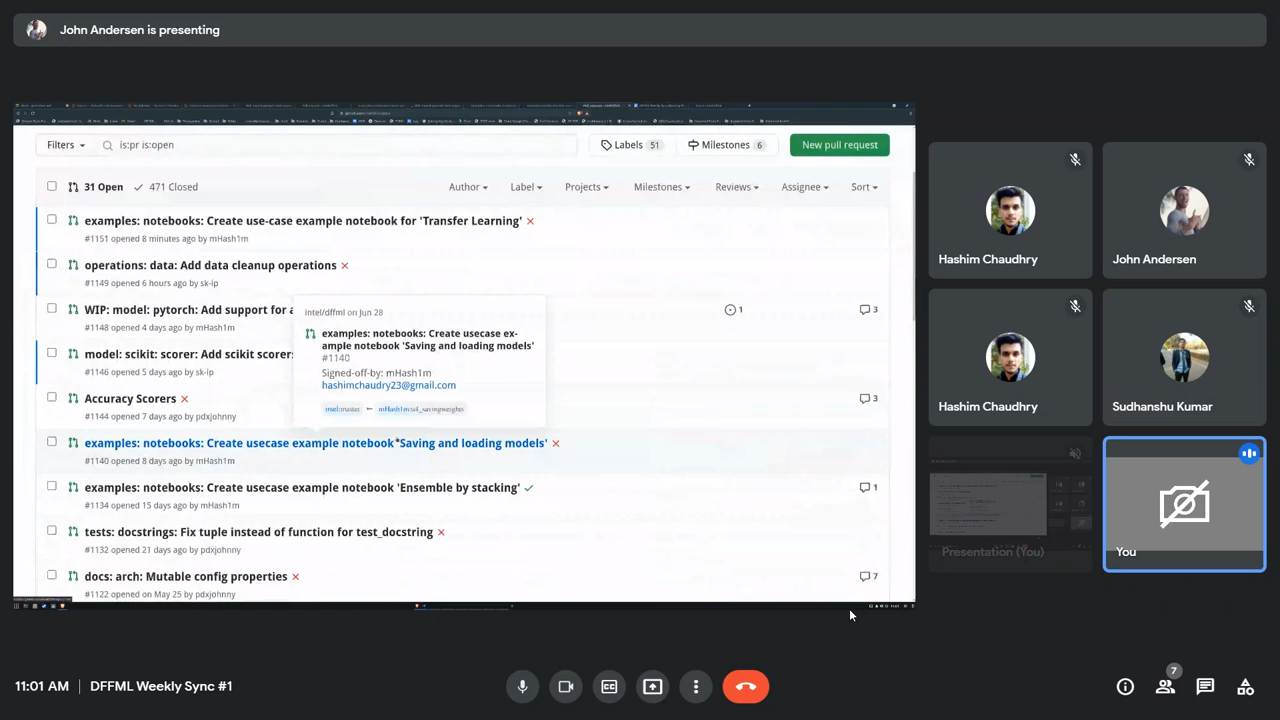 John Andersen is presenting
Filters
is:pr is:open
Labels 51
Milestones 6
New pull request
31 Open
471 Closed
Author
Label
Projects
Milestones
Reviews
Assignee
Sort
examples: notebooks: Create use-case example notebook for 'Transfer Learning'
#1151 opened 8 minutes ago by mHash1m
operations: data: Add data cleanup operations
#1149 opened 6 hours ago by sk-ip
WIP: model: pytorch: Add support for a
1
3
#1148 opened 4 days ago by mHash1m
model: scikit: scorer: Add scikit scorer
#1146 opened 5 days ago by sk-ip
intel/dffml on Jun 28
examples: notebooks: Create usecase ex-
ample notebook 'Saving and loading models'
#1140
Signed-off-by: mHash1m
hashimchaudry23@gmail.com
Accuracy Scorers
3
#1144 opened 7 days ago by pdxjohnny
examples: notebooks: Create usecase example notebook 'Saving and loading models'
#1140 opened 8 days ago by mHash1m
examples: notebooks: Create usecase example notebook 'Ensemble by stacking'
1
#1134 opened 15 days ago by mHash1m
tests: docstrings: Fix tuple instead of function for test_docstring
#1132 opened 21 days ago by pdxjohnny
docs: arch: Mutable config properties
7
#1122 opened on May 25 by pdxjohnny
Hashim Chaudry
John Andersen
Hashim Chaudry
Sudhanshu Kumar
Presentation (You)
You
11:01 AM
DFFML Weekly Sync #1
CC
7